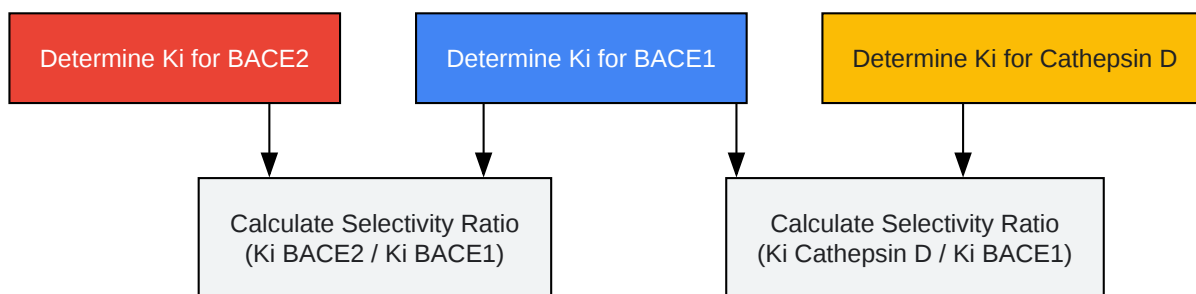 Determine Ki for BACE2
Determine Ki for BACE1
Determine Ki for Cathepsin D
Calculate Selectivity Ratio
(Ki BACE2 / Ki BACE1)
Calculate Selectivity Ratio
(Ki Cathepsin D / Ki BACE1)